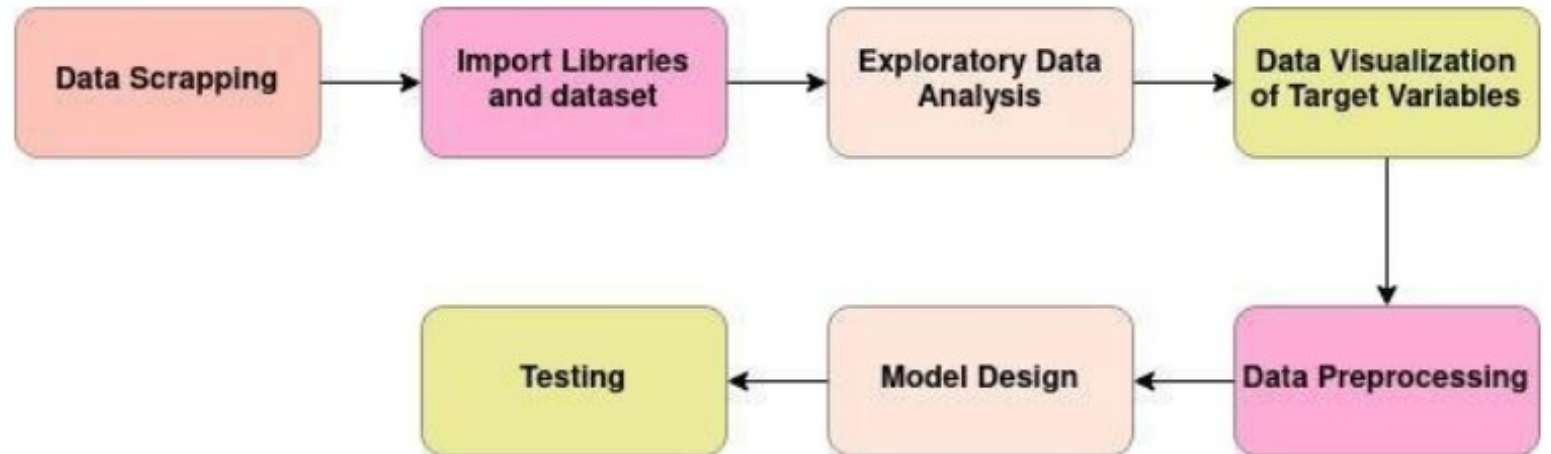 Data Scrapping
Import Libraries
and dataset
Exploratory Data
Analysis
Data Visualization
of Target Variables
Data Preprocessing
Model Design
Testing